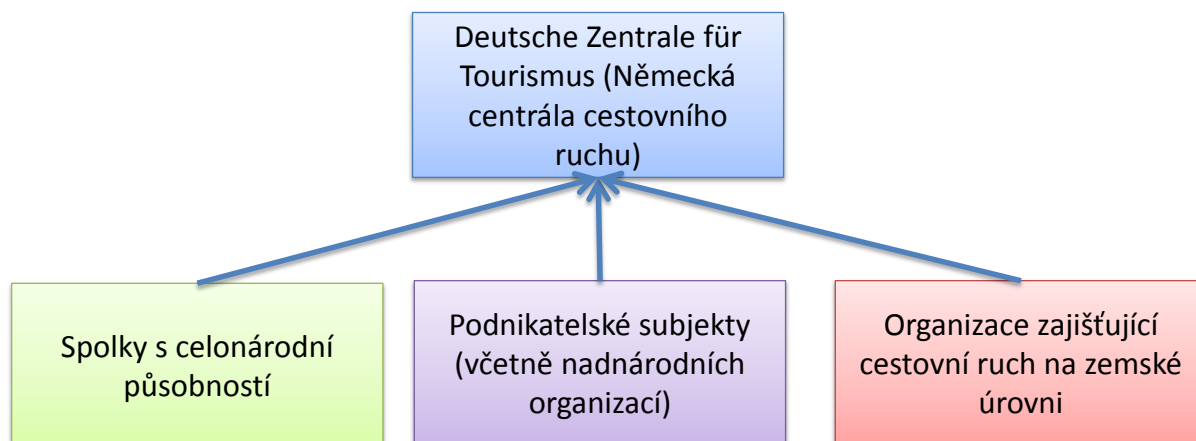 Deutsche Zentrale für
Tourismus (Německá
centrála cestovního
ruchu)
Spolky s celonárodní
působností
Podnikatelské subjekty
(včetně nadnárodních
organizací)
Organizace zajišťující
cestovní ruch na zemské
úrovni